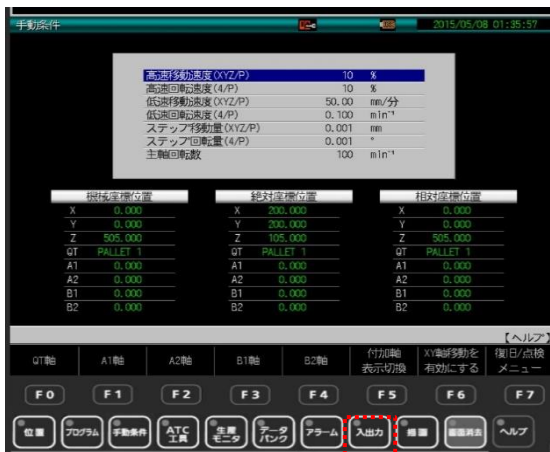 手動条件 2015/05/08 01:35:57
高速移動速度(XYZ/P) 10 %
高速回転速度(4/P) 10 %
低速移動速度(XYZ/P) 50.00 mm/分
低速回転速度(4/P) 0.100 min⁻¹
ステップ移動量(XYZ/P) 0.001 mm
ステップ回転量(4/P) 0.001 °
主軸回転数 100 min⁻¹
機械座標位置 絶対座標位置 相対座標位置
X 0.000 X 200.000 X 0.000
Y 0.000 Y 200.000 Y 0.000
Z 505.000 Z 105.000 Z 505.000
QT PALLET 1 QT PALLET 1 QT PALLET 1
A1 0.000 A1 0.000 A1 0.000
A2 0.000 A2 0.000 A2 0.000
B1 0.000 B1 0.000 B1 0.000
B2 0.000 B2 0.000 B2 0.000
【ヘルプ】
QT軸 A1軸 A2軸 B1軸 B2軸 付加軸 XY軸移動を 復旧/点検
表示切換 有効にする メニュー
F0 F1 F2 F3 F4 F5 F6 F7
位置 プログラム 手動条件 ATC工具 生産モニタ データバンク アラーム 入出力 描画 画面消去 ヘルプ